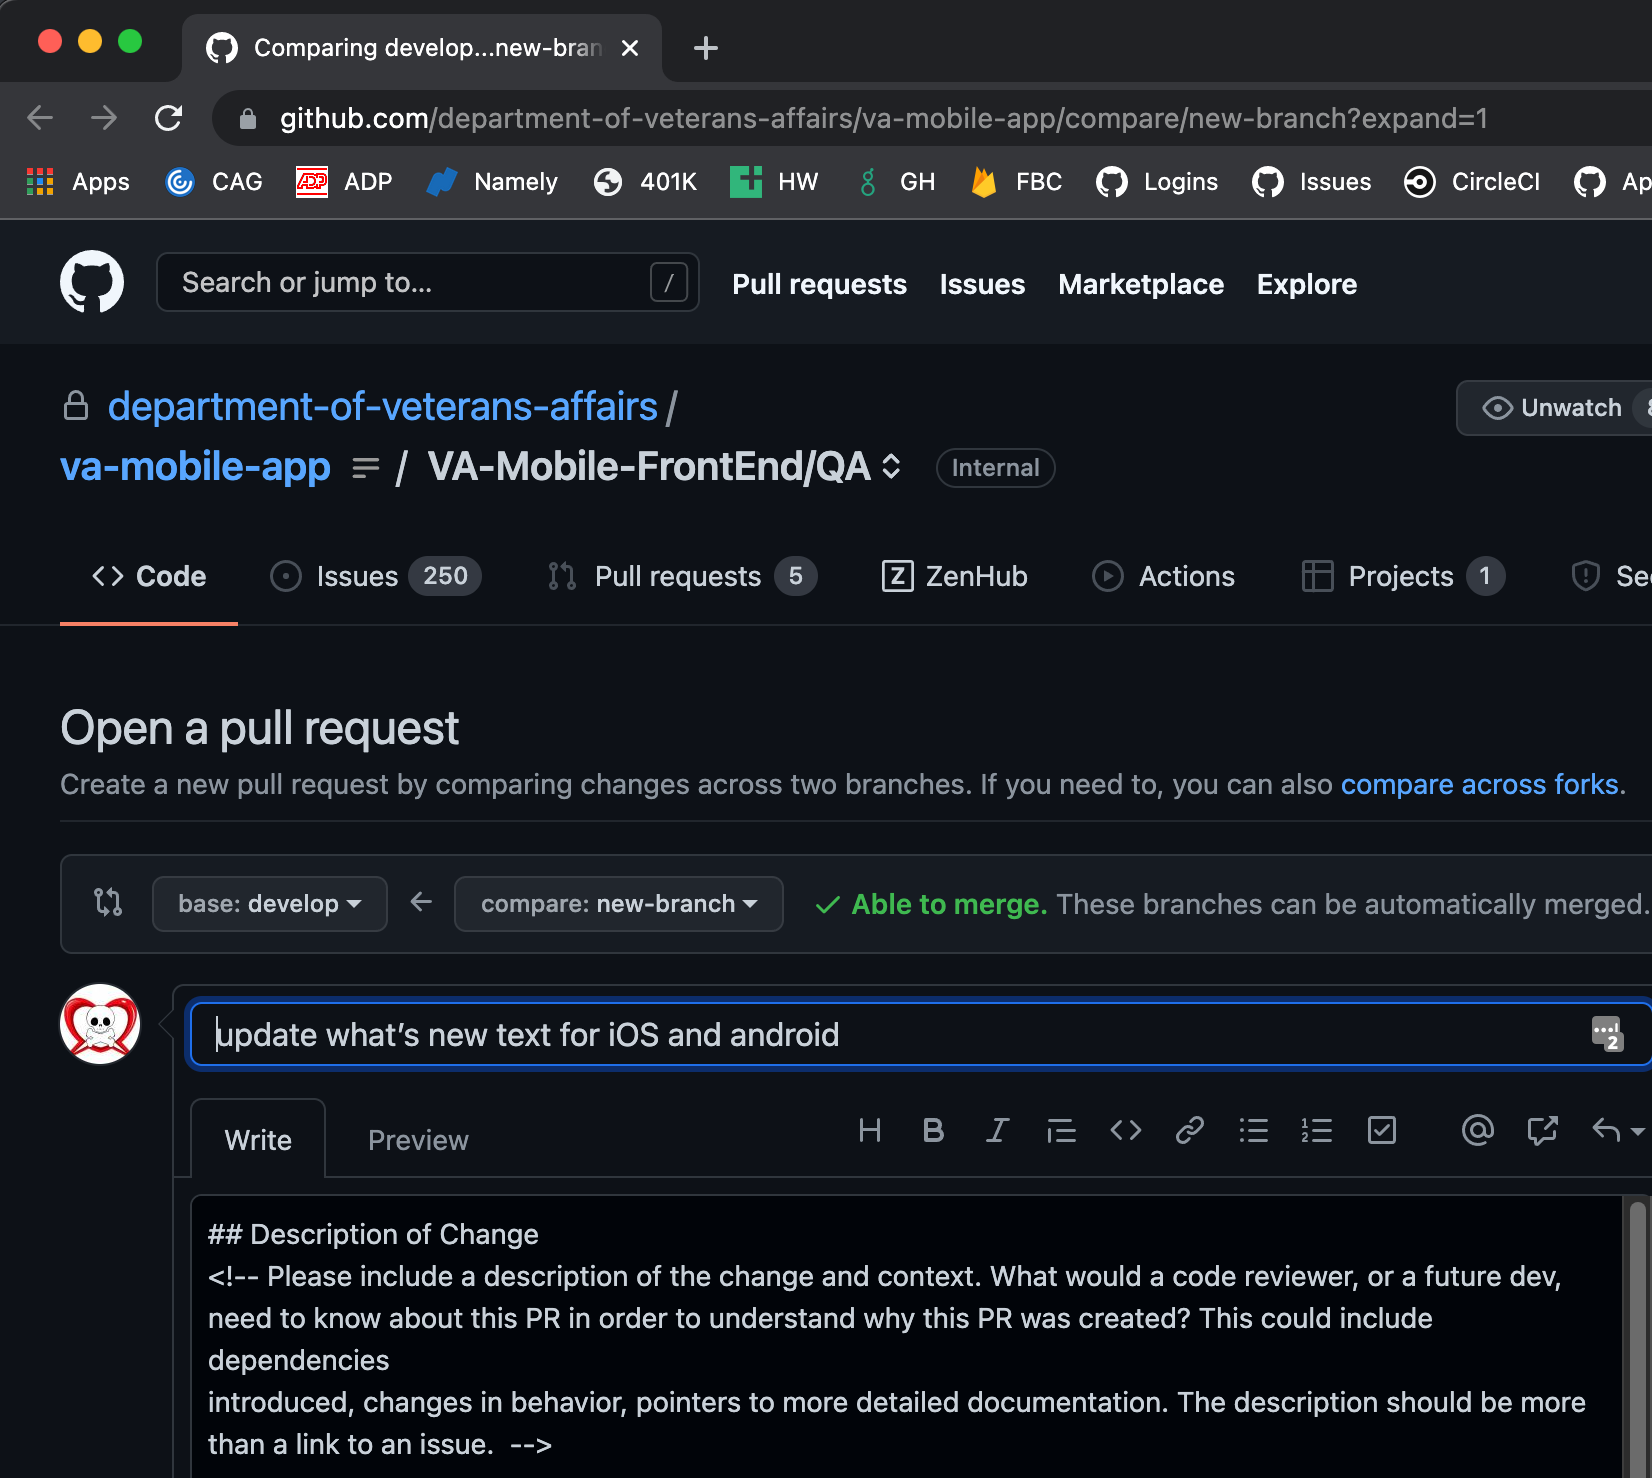 Comparing develop...new-bran
github.com/department-of-veterans-affairs/va-mobile-app/compare/new-branch?expand=1
Apps CAG ADP ADP Namely 401K HW GH FBC Logins Issues CircleCI Ap
Search or jump to... / Pull requests Issues Marketplace Explore
department-of-veterans-affairs / Unwatch
va-mobile-app / VA-Mobile-FrontEnd/QA Internal
Code Issues 250 Pull requests 5 Z ZenHub Actions Projects 1 Se
Open a pull request
Create a new pull request by comparing changes across two branches. If you need to, you can also compare across forks.
base: develop compare: new-branch Able to merge. These branches can be automatically merged.
update what’s new text for iOS and android 2
Write Preview H B I
## Description of Change
<!-- Please include a description of the change and context. What would a code reviewer, or a future dev,
need to know about this PR in order to understand why this PR was created? This could include
dependencies
introduced, changes in behavior, pointers to more detailed documentation. The description should be more
than a link to an issue.  -->